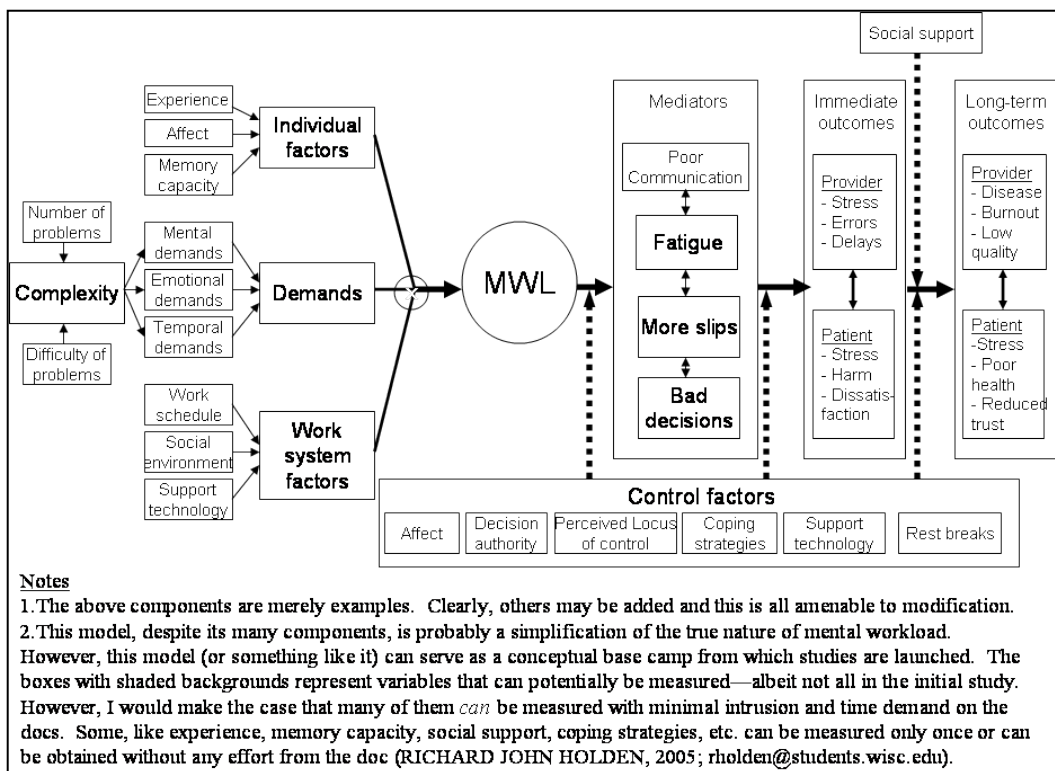 Social support
Experience
Affect
Memory
capacity
Individual
factors
Number of
problems
Complexity
Difficulty of
problems
Mental
demands
Emotional
demands
Temporal
demands
Demands
Work
schedule
Social
environment
Support
technology
Work
system
factors
MWL
Mediators
Poor
Communication
Fatigue
More slips
Bad
decisions
Immediate
outcomes
Provider
- Stress
- Errors
- Delays
Patient
- Stress
- Harm
- Dissatis-
faction
Long-term
outcomes
Provider
- Disease
- Burnout
- Low
quality
Patient
-Stress
- Poor
health
- Reduced
trust
Control factors
Affect
Decision
authority
Perceived Locus
of control
Coping
strategies
Support
technology
Rest breaks
Notes
1.The above components are merely examples.  Clearly, others may be added and this is all amenable to modification.
2.This model, despite its many components, is probably a simplification of the true nature of mental workload.
However, this model (or something like it) can serve as a conceptual base camp from which studies are launched.  The
boxes with shaded backgrounds represent variables that can potentially be measured—albeit not all in the initial study.
However, I would make the case that many of them can be measured with minimal intrusion and time demand on the
docs.  Some, like experience, memory capacity, social support, coping strategies, etc. can be measured only once or can
be obtained without any effort from the doc (RICHARD JOHN HOLDEN, 2005; rholden@students.wisc.edu).